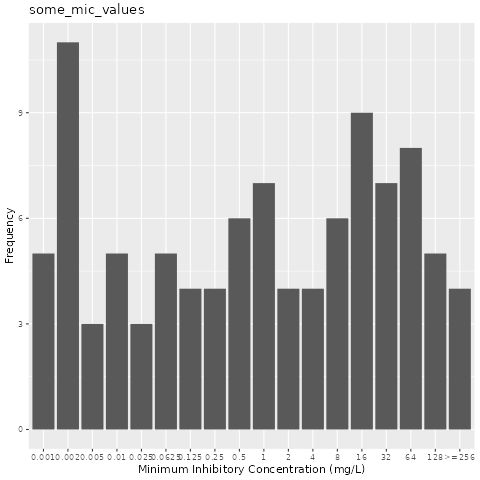 some_mic_values
Frequency
9
6
3
0
0.001 0.002 0.005 0.01 0.025 0.0625 0.125 0.25 0.5 1 2 4 8 16 32 64 128 >=256
Minimum Inhibitory Concentration (mg/L)